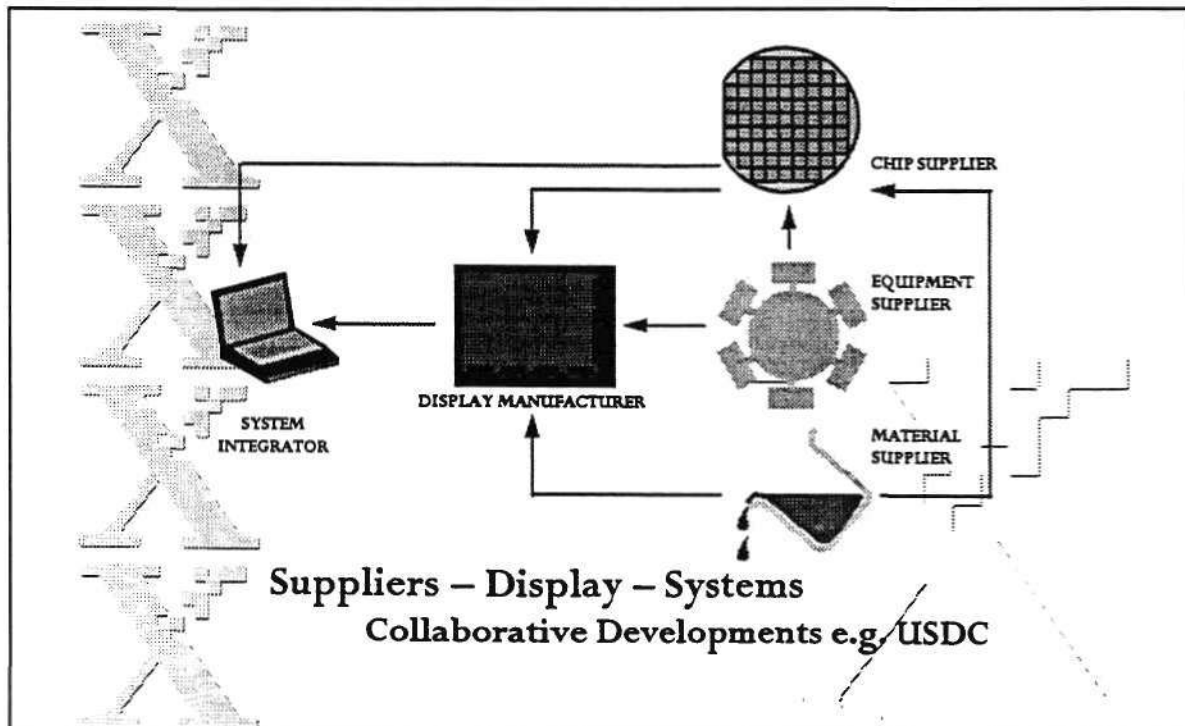 CHIP SUPPLIER
EQUIPMENT
SUPPLIER
DISPLAY MANUFACTURER
SYSTEM
INTEGRATOR
MATERIAL
SUPPLIER
Suppliers – Display – Systems
Collaborative Developments e.g. USDC